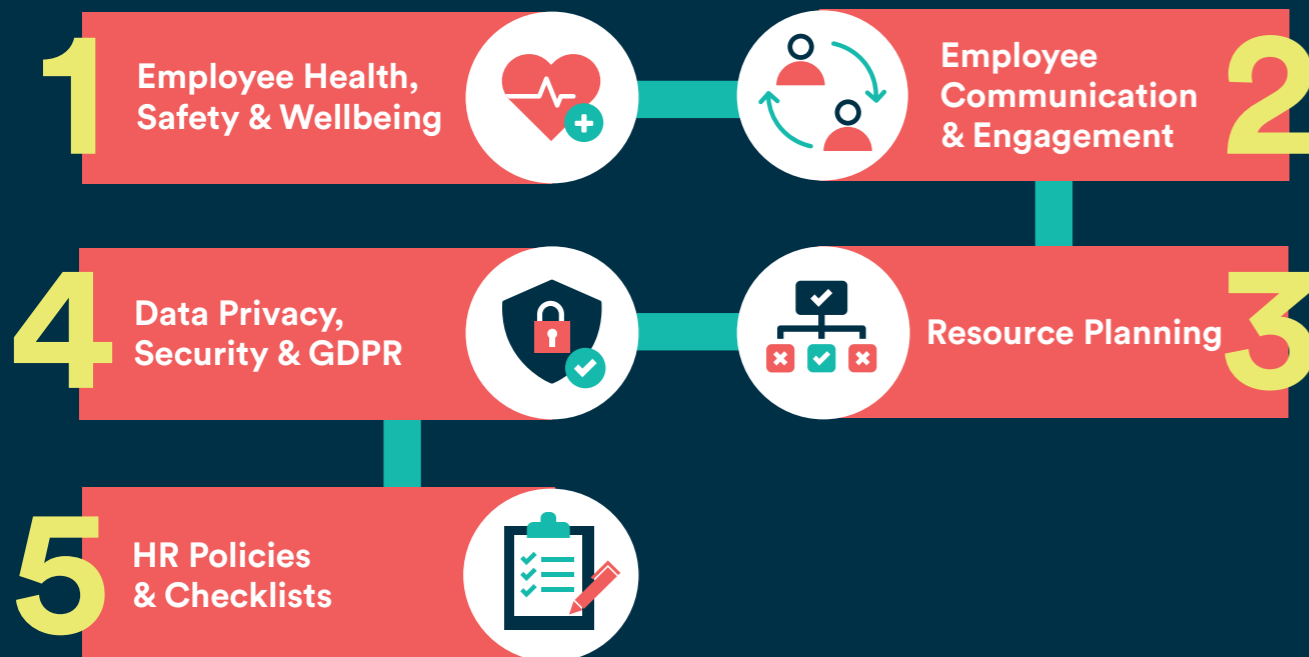 1
Employee Health,
Safety & Wellbeing
2
Employee
Communication
& Engagement
3
Resource Planning
4
Data Privacy,
Security & GDPR
5
HR Policies
& Checklists